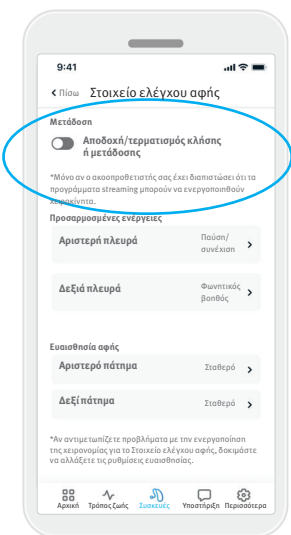 9:41
Πίσω Στοιχείο ελέγχου αφής
Μετάδοση
Αποδοχή/τερματισμός κλήσης
ή μετάδοσης
*Μόνο αν ο ακοοπροθετιστής σας έχει διαπιστώσει ότι τα
προγράμματα streaming μπορούν να ενεργοποιηθούν
χειροκίνητα.
Προσαρμοσμένες ενέργειες
Αριστερή πλευρά
Παύση/
συνέχιση
Δεξιά πλευρά
Φωνητικός
βοηθός
Ευαισθησία αφής
Αριστερό πάτημα Σταθερό
Δεξί πάτημα Σταθερό
*Αν αντιμετωπίζετε προβλήματα με την ενεργοποίηση
της χειρονομίας για το Στοιχείο ελέγχου αφής, δοκιμάστε
να αλλάξετε τις ρυθμίσεις ευαισθησίας.
Αρχική Τρόπος ζωής Συσκευές Υποστήριξη Περισσότερα